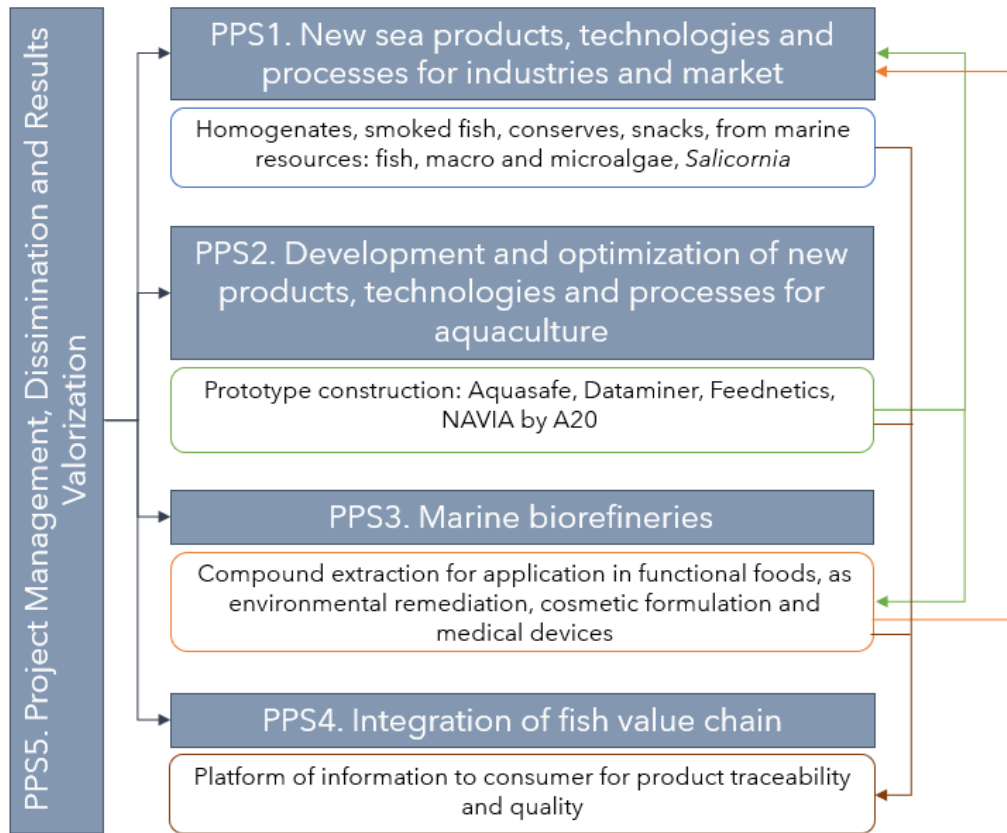 PPS5. Project Management, Dissimination and Results
Valorization
PPS1. New sea products, technologies and
processes for industries and market
Homogenates, smoked fish, conserves, snacks, from marine
resources: fish, macro and microalgae, Salicornia
PPS2. Development and optimization of new
products, technologies and processes for
aquaculture
Prototype construction: Aquasafe, Dataminer, Feednetics,
NAVIA by A20
PPS3. Marine biorefineries
Compound extraction for application in functional foods, as
environmental remediation, cosmetic formulation and
medical devices
PPS4. Integration of fish value chain
Platform of information to consumer for product traceability
and quality